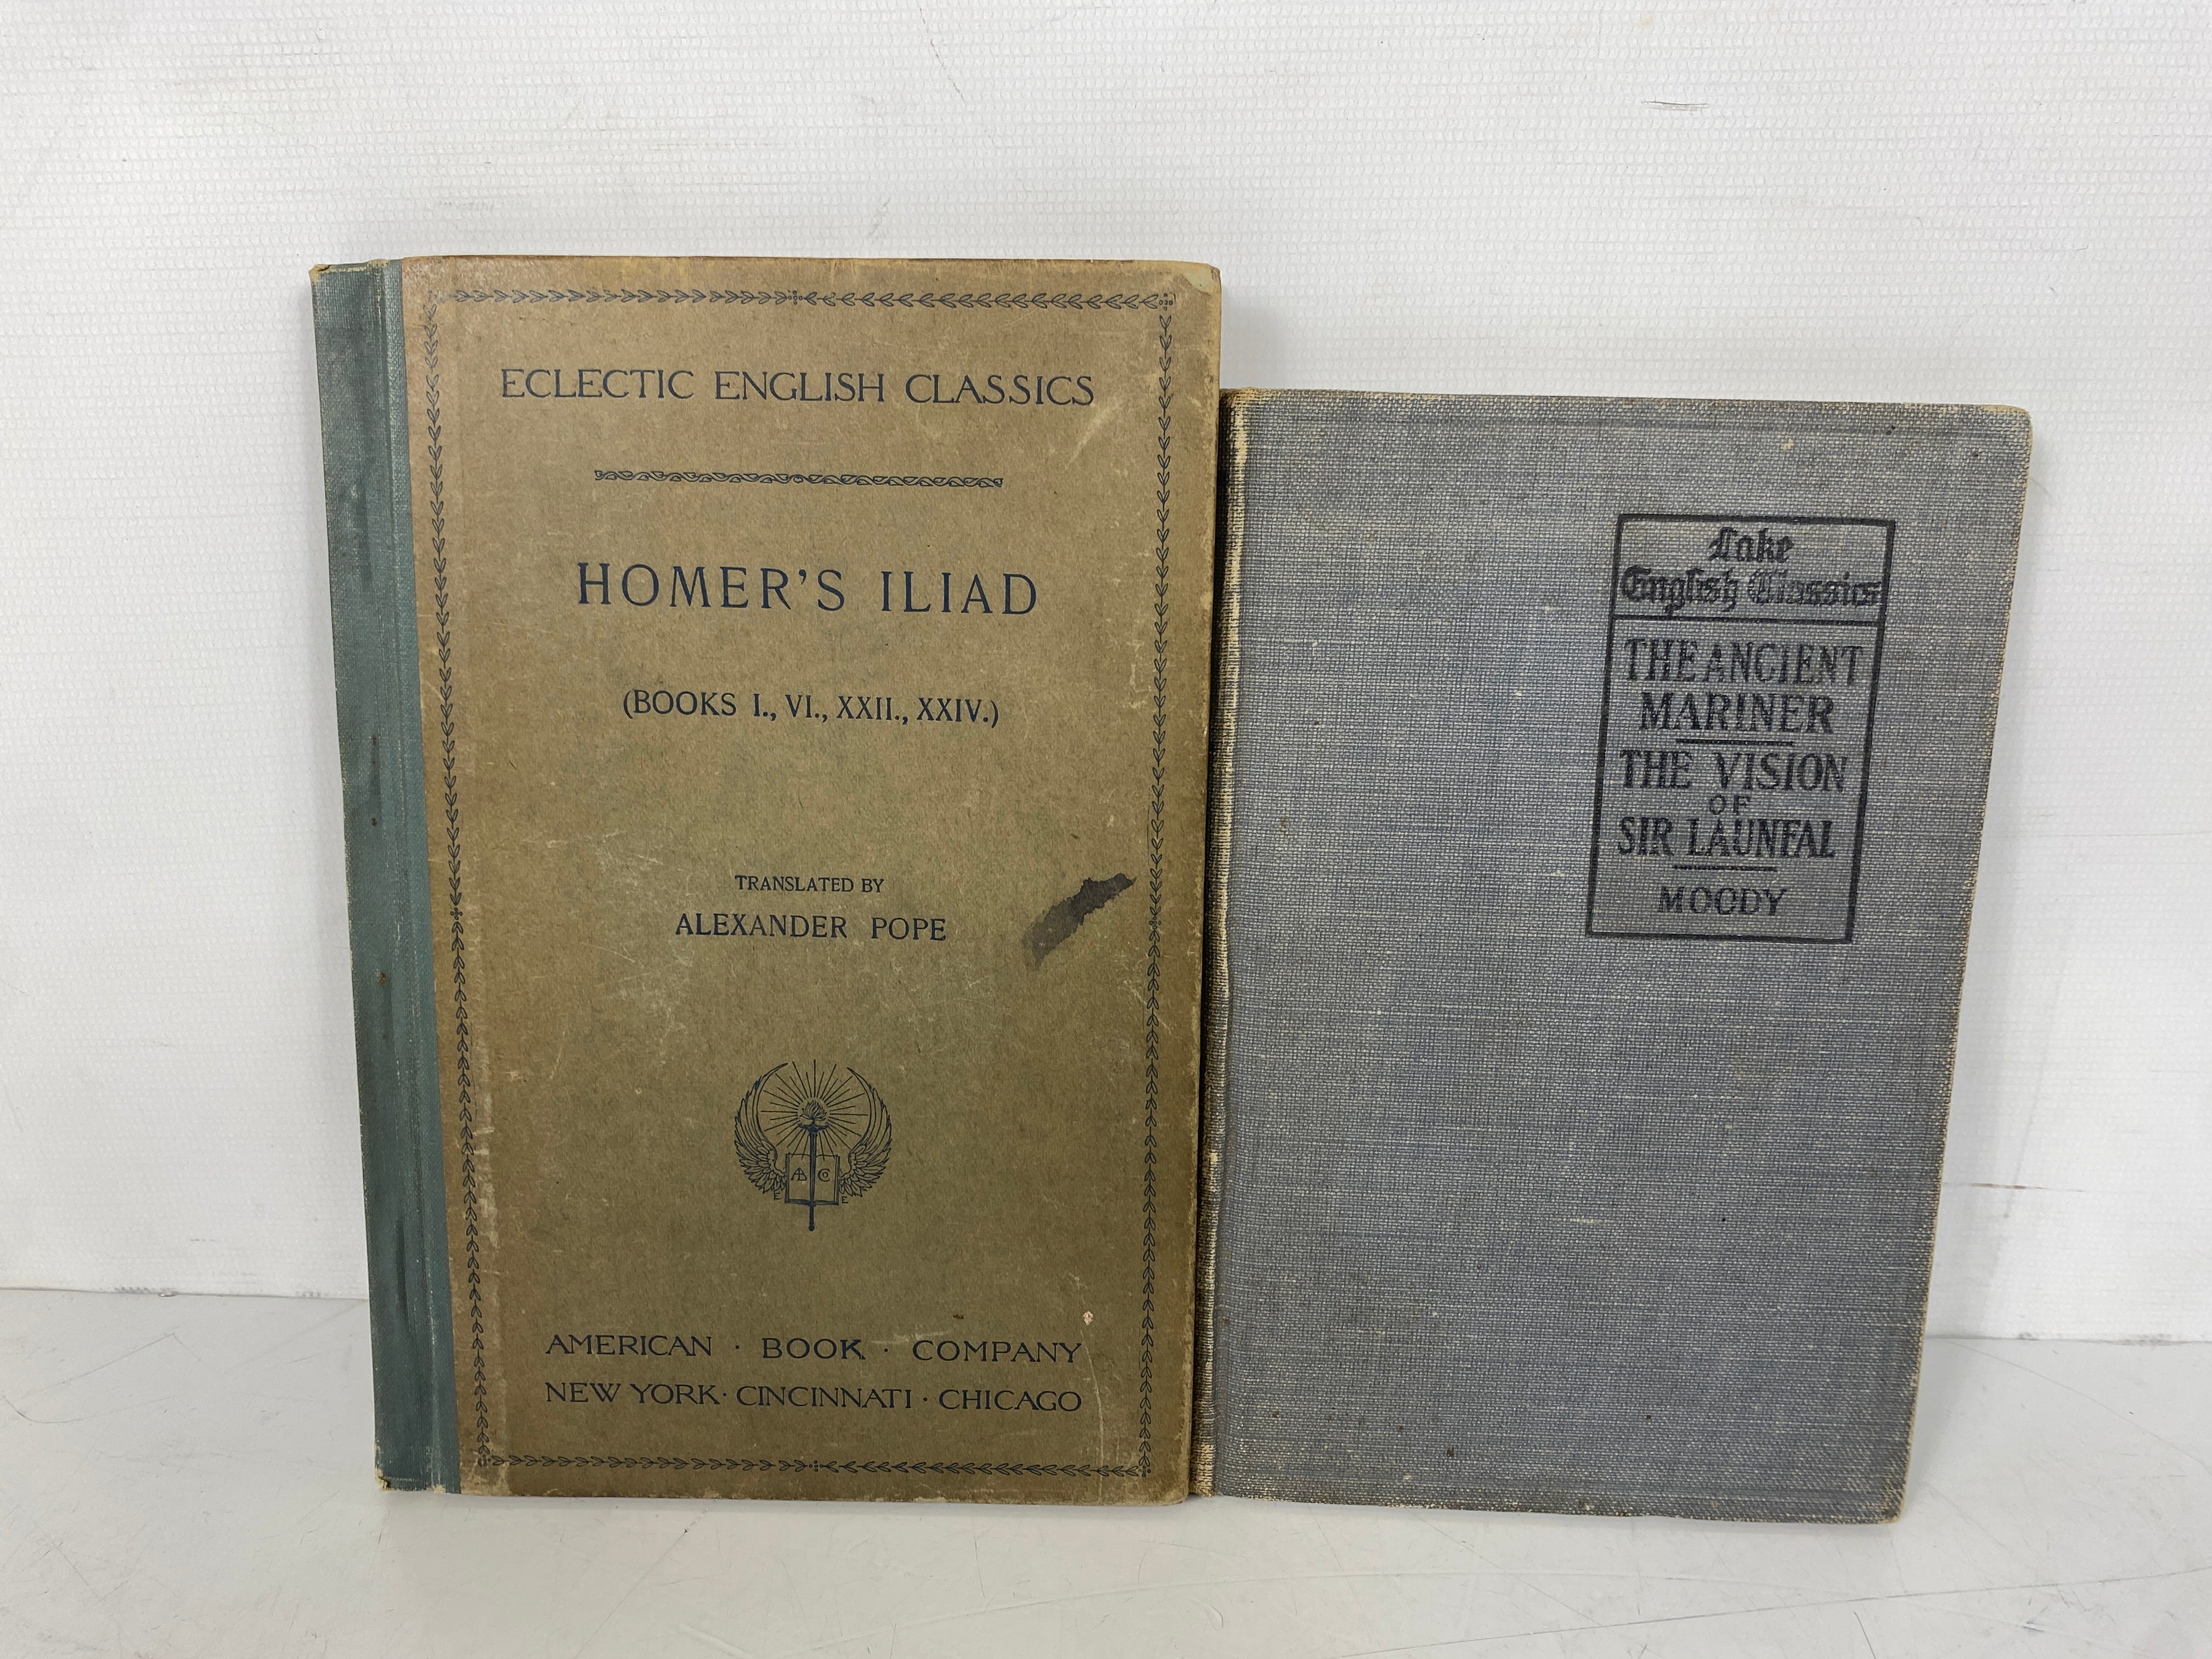 ECLECTIC ENGLISH CLASSICS
HOMER'S ILIAD
(BOOKS I., VI., XXII., XXIV.)
TRANSLATED BY
ALEXANDER POPE
A B C
E E
AMERICAN · BOOK · COMPANY
NEW YORK · CINCINNATI · CHICAGO
Lake
English Classics
THE ANCIENT
MARINER
THE VISION
OF
SIR LAUNFAL
MOODY